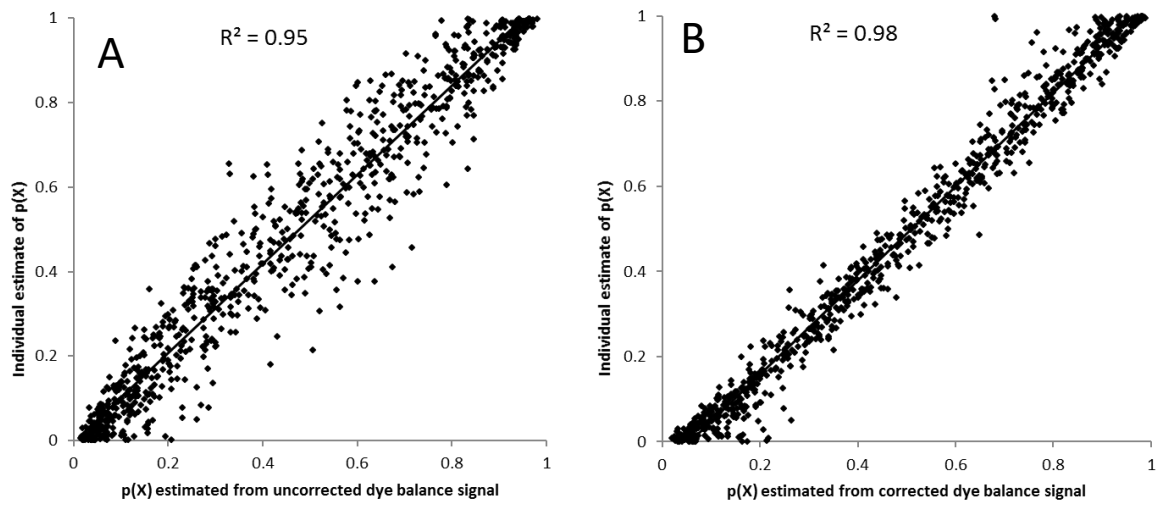 A
R² = 0.95
Individual estimate of p(X)
1
0.8
0.6
0.4
0.2
0
0 0.2 0.4 0.6 0.8 1
p(X) estimated from uncorrected dye balance signal
B
R² = 0.98
Individual estimate of p(X)
1
0.8
0.6
0.4
0.2
0
0 0.2 0.4 0.6 0.8 1
p(X) estimated from corrected dye balance signal